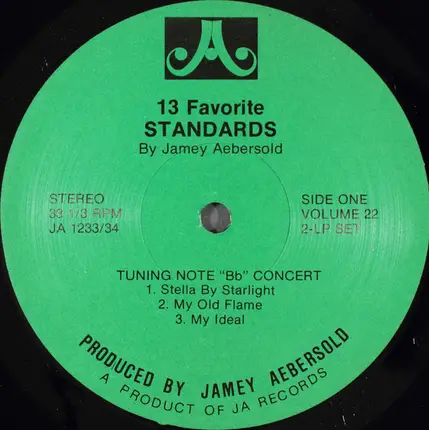 13 Favorite
STANDARDS
By Jamey Aebersold
STEREO
33 1/3 RPM
JA 1233/34
SIDE ONE
VOLUME 22
2-LP SET
TUNING NOTE "Bb" CONCERT
1. Stella By Starlight
2. My Old Flame
3. My Ideal
PRODUCED BY JAMEY AEBERSOLD
A PRODUCT OF JA RECORDS